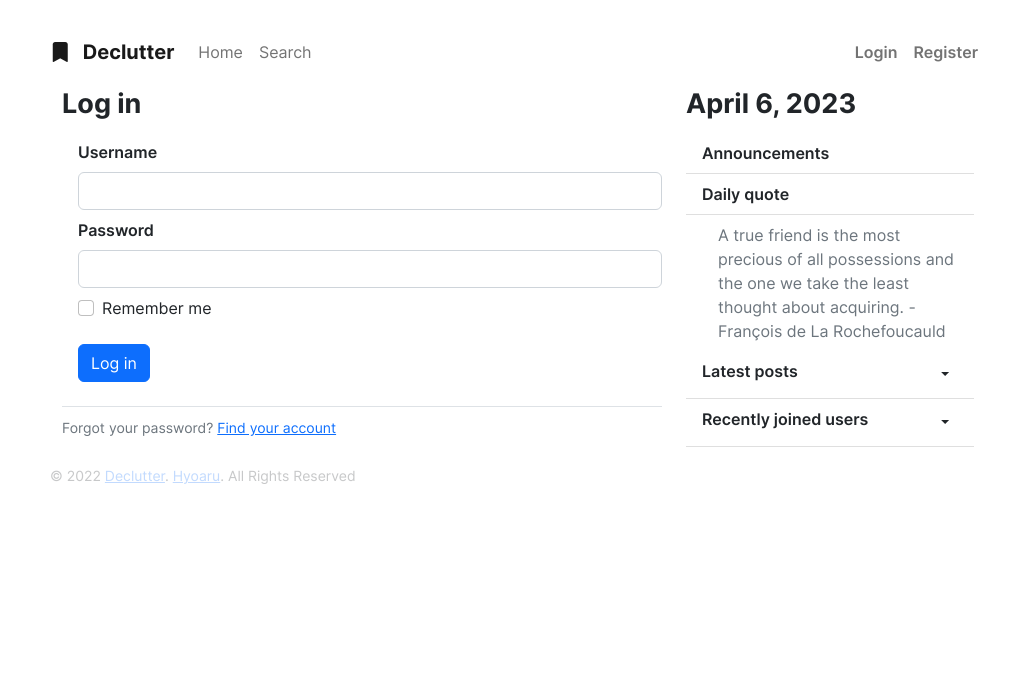 Declutter Home Search Login Register
Log in
Username
Password
Remember me
Log in
Forgot your password? Find your account
April 6, 2023
Announcements
Daily quote
A true friend is the most
precious of all possessions and
the one we take the least
thought about acquiring. -
François de La Rochefoucauld
Latest posts
Recently joined users
© 2022 Declutter. Hyoaru. All Rights Reserved